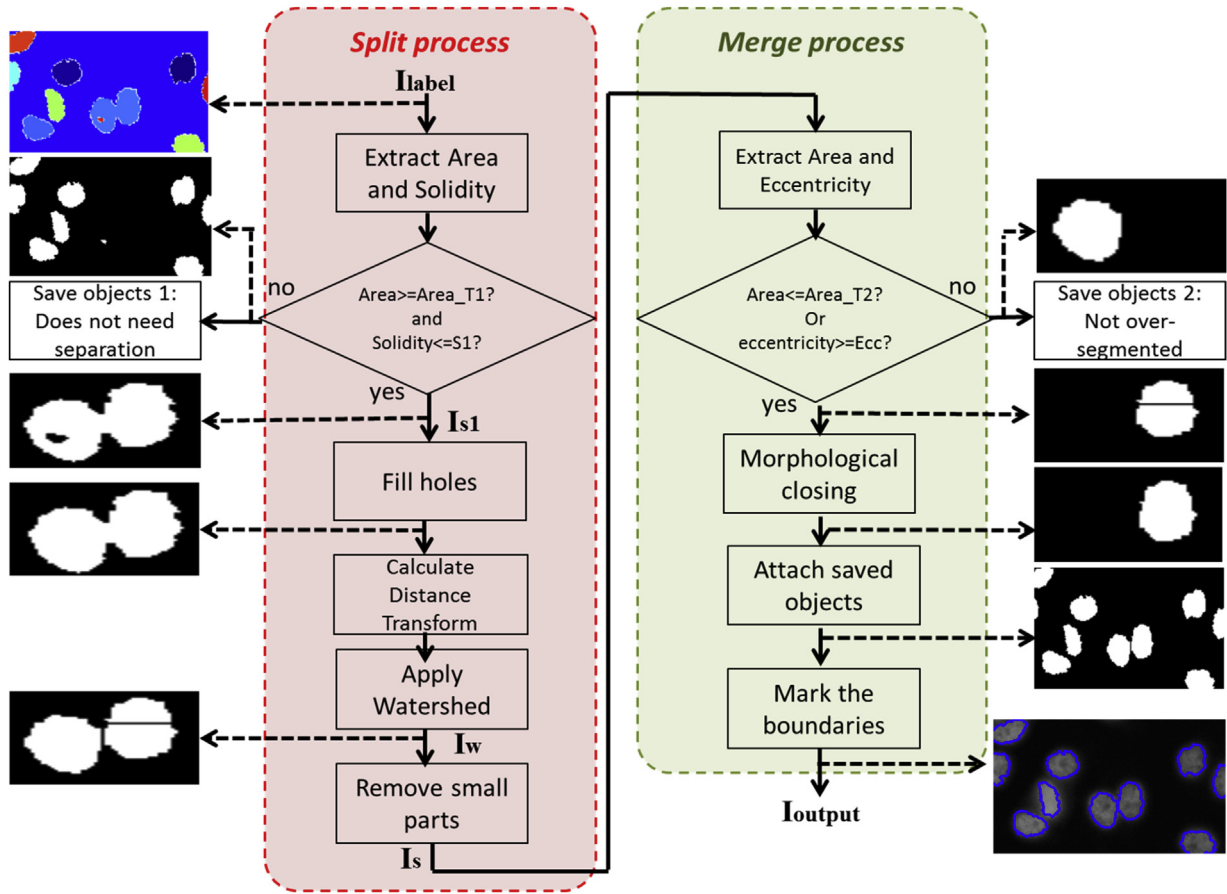 Split process
Ilabel
Extract Area
and Solidity
no
Area>=Area_T1?
and
Solidity<=S1?
Save objects 1:
Does not need
separation
yes
Is1
Fill holes
Calculate
Distance
Transform
Apply
Watershed
Iw
Remove small
parts
Is
Merge process
Extract Area and
Eccentricity
no
Area<=Area_T2?
Or
eccentricity>=Ecc?
Save objects 2:
Not over-
segmented
yes
Morphological
closing
Attach saved
objects
Mark the
boundaries
Ioutput